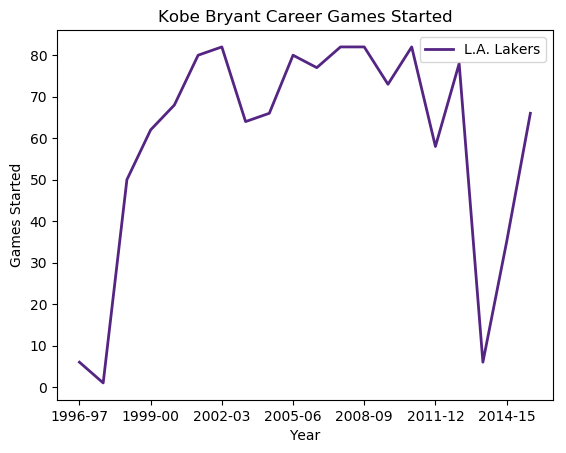 Kobe Bryant Career Games Started
L.A. Lakers
Games Started
80
70
60
50
40
30
20
10
0
1996-97 1999-00 2002-03 2005-06 2008-09 2011-12 2014-15
Year